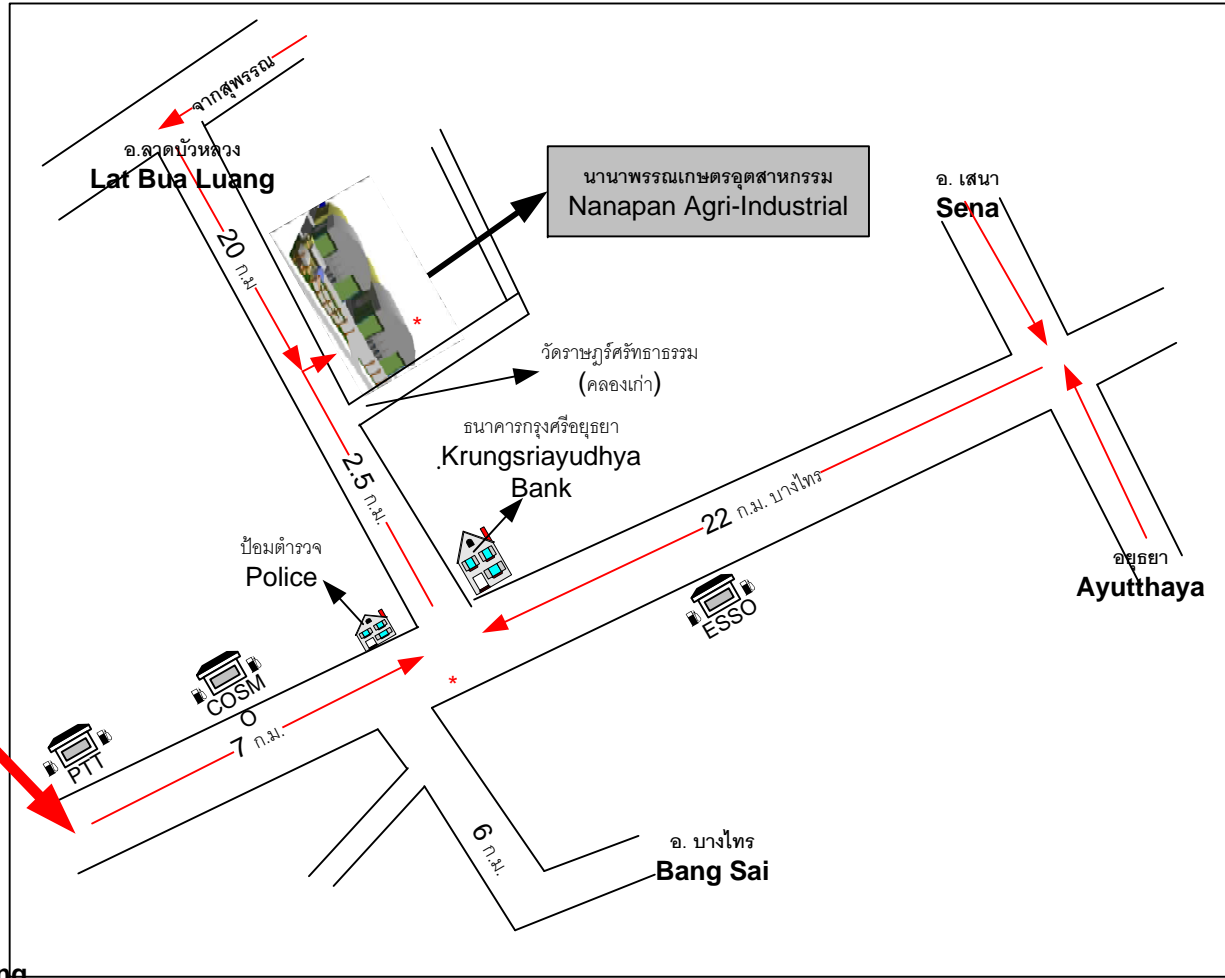 จากสุพรรณ
อ.ลาดบัวหลวง
Lat Bua Luang
นานาพรรณเกษตรอุตสาหกรรม
Nanapan Agri-Industrial
อ. เสนา
Sena
20 ก.ม
*
วัดราษฎร์ศรัทธาธรรม
(คลองเก่า)
ธนาคารกรุงศรีอยุธยา
.Krungsriayudhya
Bank
2.5 ก.ม.
22 ก.ม. บางไทร
ป้อมตำรวจ
Police
อยุธยา
Ayutthaya
ESSO
COSM
O
*
PTT
7 ก.ม.
6 ก.ม.
อ. บางไทร
Bang Sai